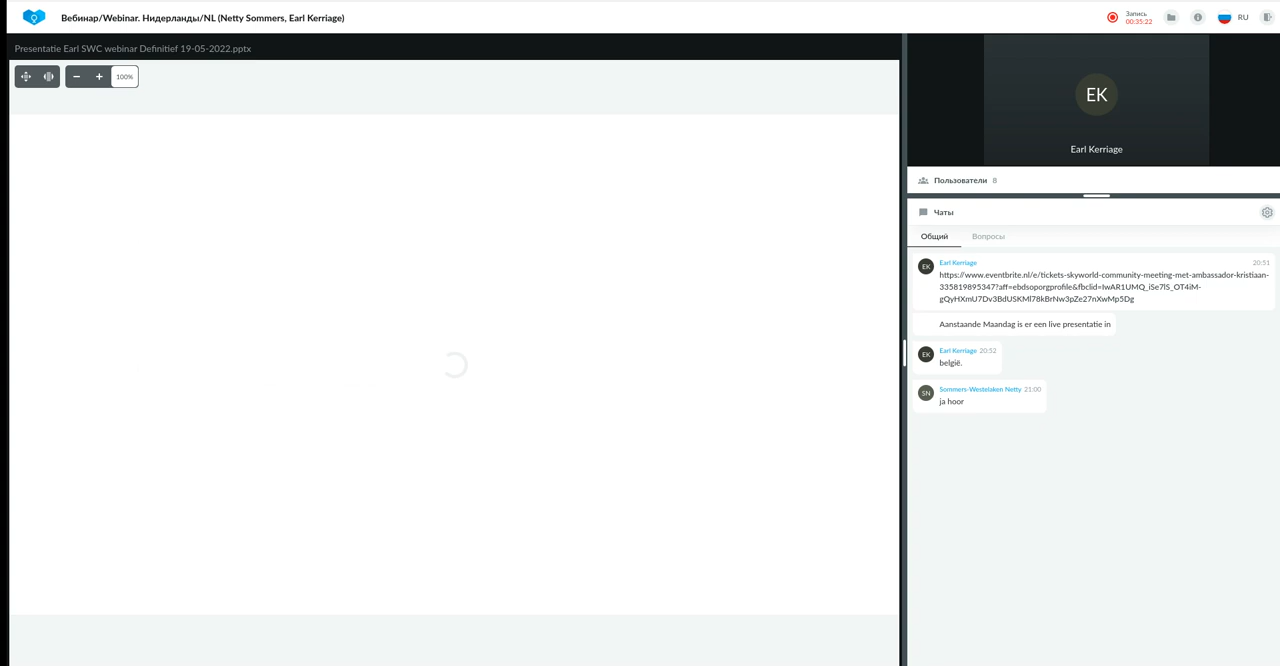 Вебинар/Webinar. Нидерланды/NL (Netty Sommers, Earl Kerriage)
Запись
00:35:22
RU
Presentatie Earl SWC webinar Definitief 19-05-2022.pptx
100%
EK
Earl Kerriage
Пользователи 8
Чаты
Общий Вопросы
EK
Earl Kerriage 20:51
https://www.eventbrite.nl/e/tickets-skyworld-community-meeting-met-ambassador-kristiaan-
335819895347?aff=ebdsoporgprofile&fbclid=IwAR1UMQ_iSe7lS_OT4iM-
gQyHXmU7Dv3BdUSKMl78kBrNw3pZe27nXwMp5Dg
Aanstaande Maandag is er een live presentatie in
EK
Earl Kerriage 20:52
belgië.
SN
Sommers-Westelaken Netty 21:00
ja hoor